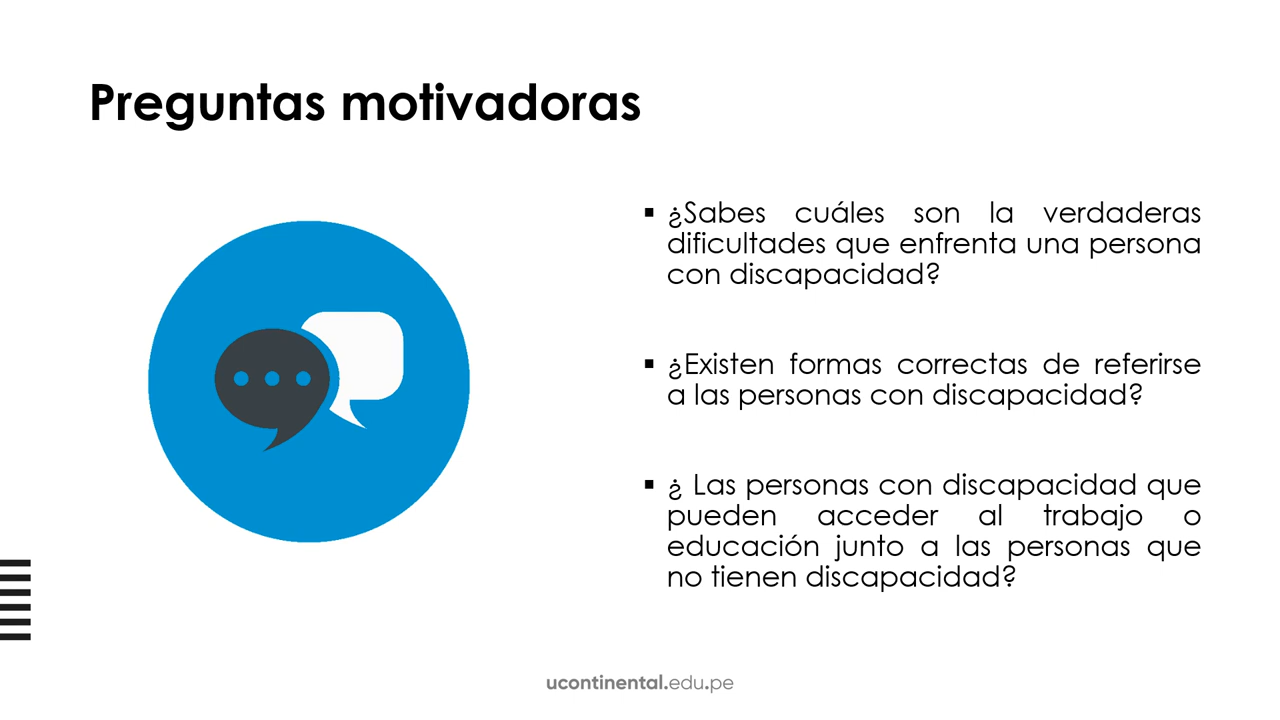 Preguntas motivadoras
▪ ¿Sabes cuáles son la verdaderas
dificultades que enfrenta una persona
con discapacidad?
▪ ¿Existen formas correctas de referirse
a las personas con discapacidad?
▪ ¿ Las personas con discapacidad que
pueden acceder al trabajo o
educación junto a las personas que
no tienen discapacidad?
ucontinental.edu.pe